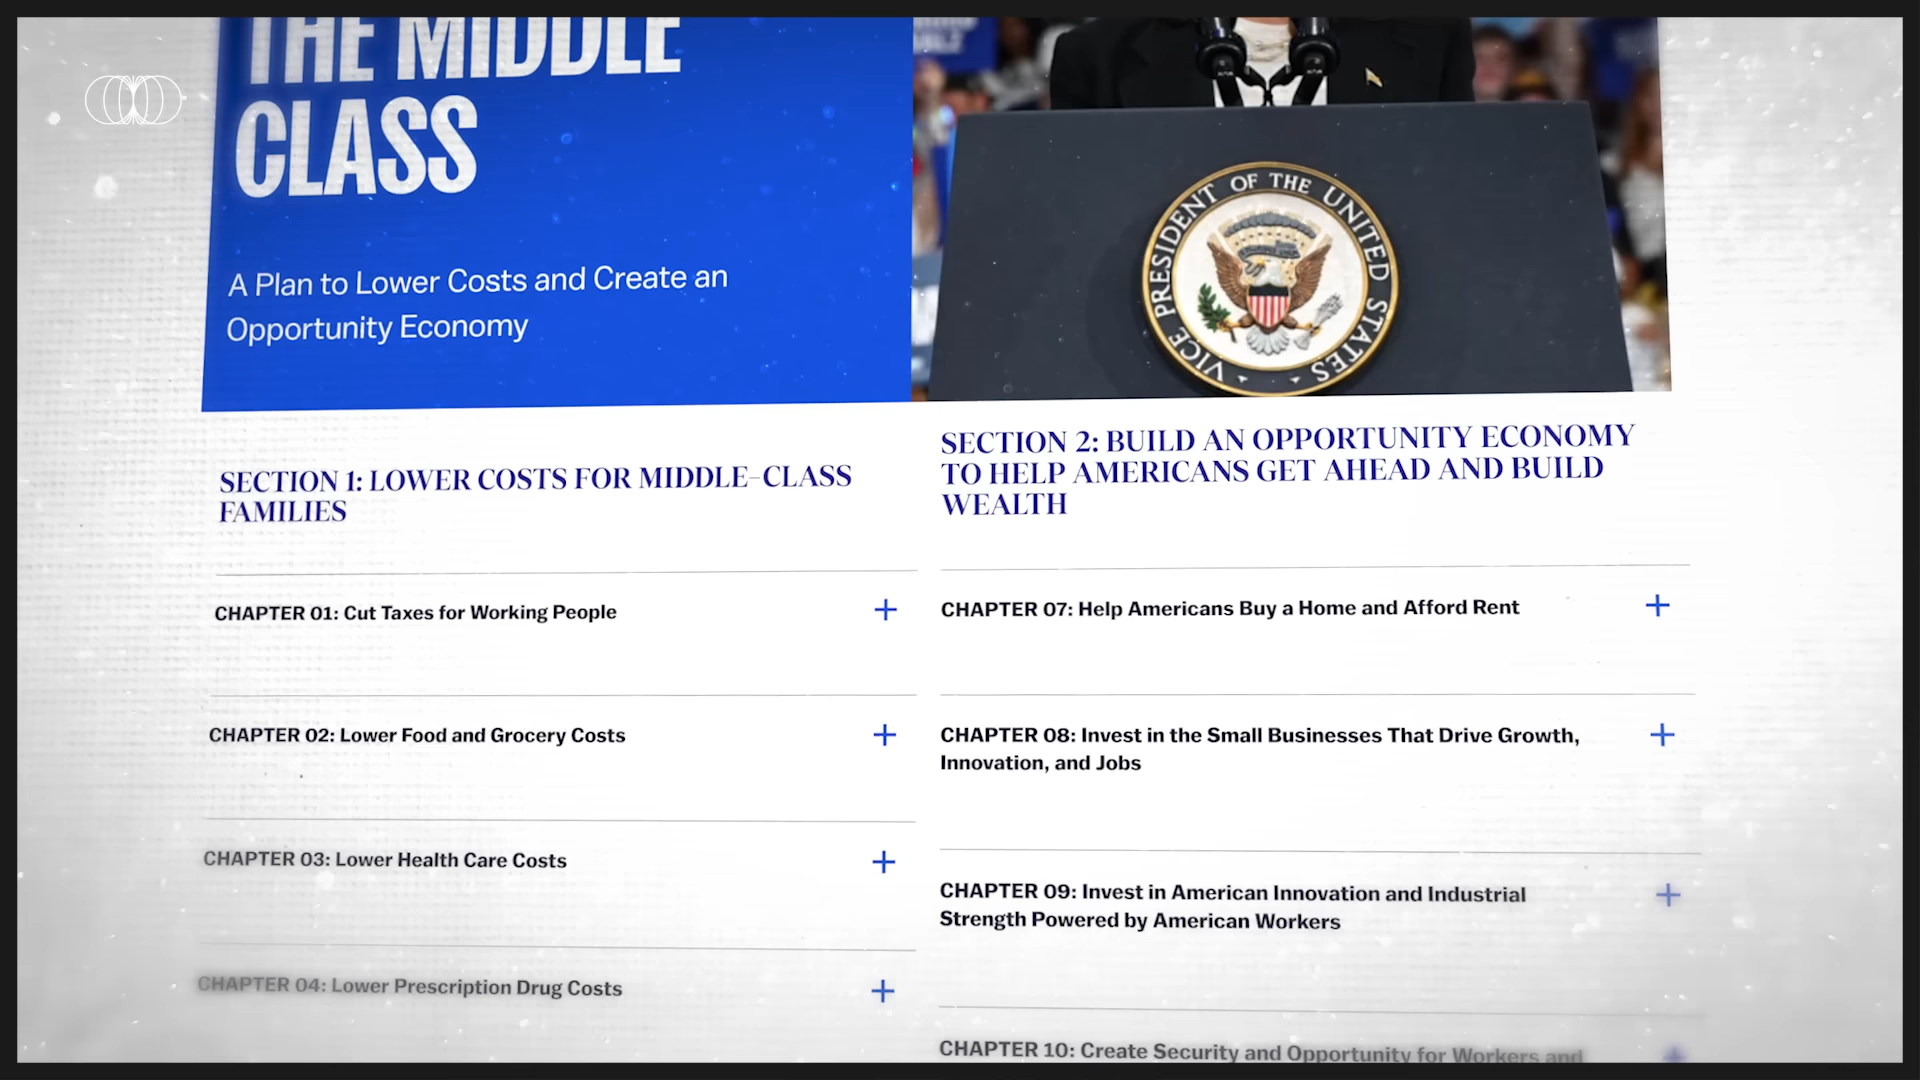 THE MIDDLE
CLASS
A Plan to Lower Costs and Create an
Opportunity Economy
VICE PRESIDENT OF THE UNITED STATES
SECTION 1: LOWER COSTS FOR MIDDLE-CLASS
FAMILIES
CHAPTER 01: Cut Taxes for Working People
CHAPTER 02: Lower Food and Grocery Costs
CHAPTER 03: Lower Health Care Costs
CHAPTER 04: Lower Prescription Drug Costs
SECTION 2: BUILD AN OPPORTUNITY ECONOMY
TO HELP AMERICANS GET AHEAD AND BUILD
WEALTH
CHAPTER 07: Help Americans Buy a Home and Afford Rent
CHAPTER 08: Invest in the Small Businesses That Drive Growth,
Innovation, and Jobs
CHAPTER 09: Invest in American Innovation and Industrial
Strength Powered by American Workers
CHAPTER 10: Create Security and Opportunity for Workers and